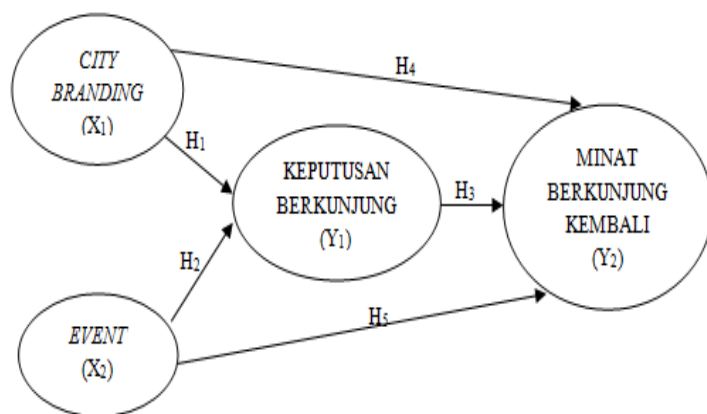 CITY
BRANDING
(X₁)
H₄
H₁
KEPUTUSAN
BERKUNJUNG
(Y₁)
H₃
MINAT
BERKUNJUNG
KEMBALI
(Y₂)
H₂
EVENT
(X₂)
H₅